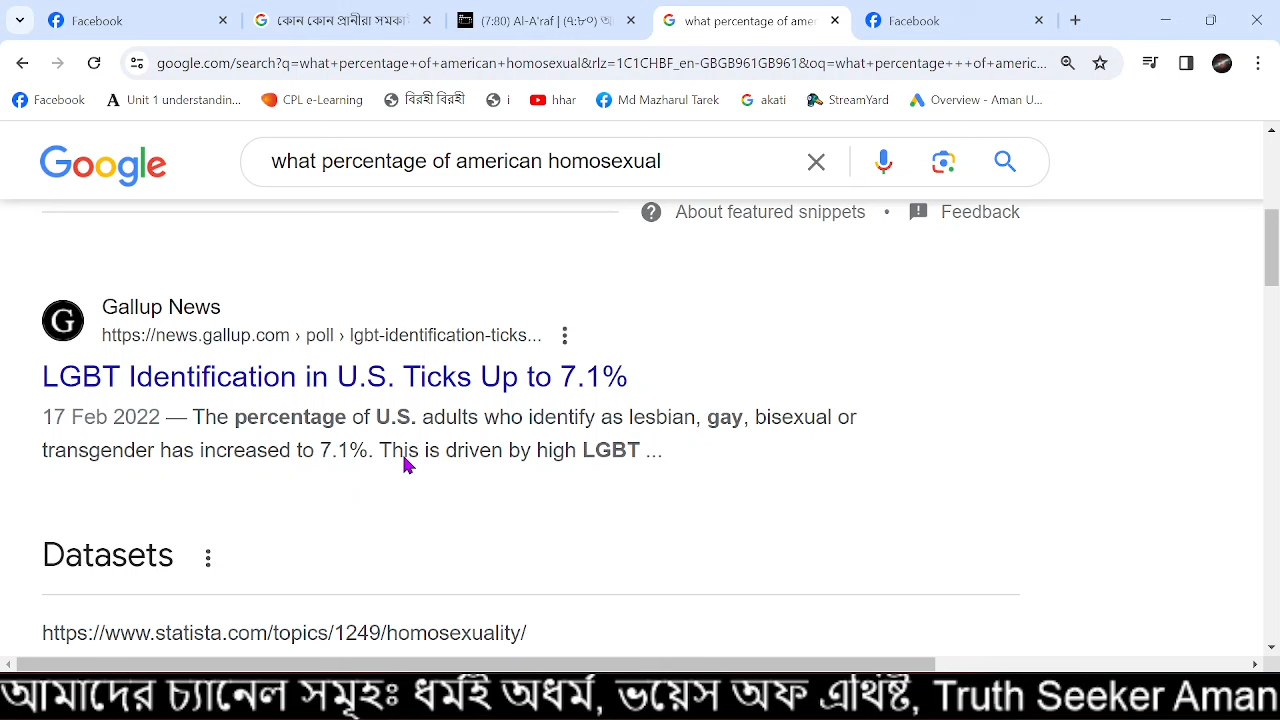 Facebook
কোন কোন প্রানীরা সমকা
(7:80) Al-A'raf | (৭:৮০)
what percentage of amer
Facebook
google.com/search?q=what+percentage+of+american+homosexual&rlz=1C1CHBF_en-GBGB961GB961&oq=what+percentage+++of+americ...
Facebook
Unit 1 understandin...
CPL e-Learning
বিরহী বিরহী
i
hhar
Md Mazharul Tarek
akati
StreamYard
Overview - Aman U...
Google
what percentage of american homosexual
About featured snippets • Feedback
Gallup News
https://news.gallup.com › poll › lgbt-identification-ticks...
LGBT Identification in U.S. Ticks Up to 7.1%
17 Feb 2022 — The percentage of U.S. adults who identify as lesbian, gay, bisexual or
transgender has increased to 7.1%. This is driven by high LGBT ...
Datasets
https://www.statista.com/topics/1249/homosexuality/
আমাদের চ্যানেল সমূহঃ ধর্মই অধর্ম, ভয়েস অফ এথিষ্ট, Truth Seeker Aman